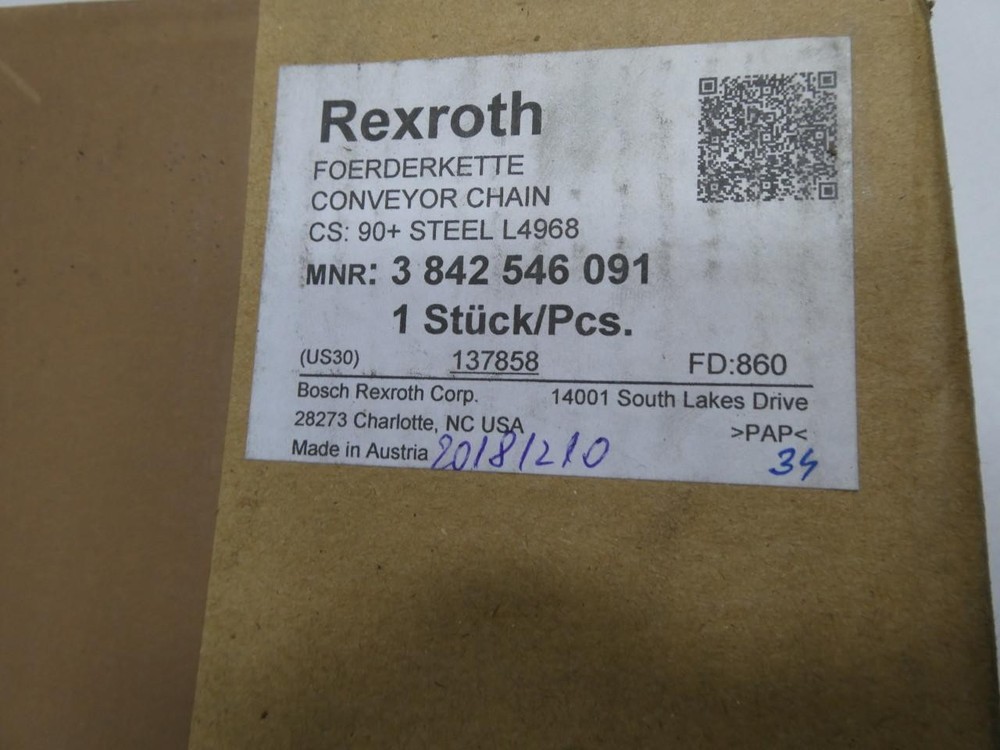 Rexroth
FOERDERKETTE
CONVEYOR CHAIN
CS: 90+ STEEL L4968
MNR: 3 842 546 091
1 Stück/Pcs.
(US30) 137858 FD:860
Bosch Rexroth Corp. 14001 South Lakes Drive
28273 Charlotte, NC USA >PAP<
Made in Austria 20181210 34